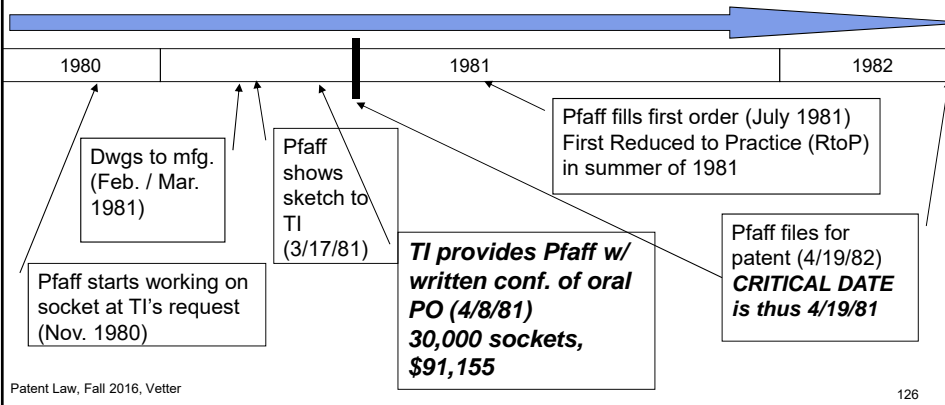 1980
1981
1982
Dwgs to mfg.
(Feb. / Mar.
1981)
Pfaff
shows
sketch to
TI
(3/17/81)
Pfaff fills first order (July 1981)
First Reduced to Practice (RtoP)
in summer of 1981
Pfaff starts working on
socket at TI’s request
(Nov. 1980)
TI provides Pfaff w/
written conf. of oral
PO (4/8/81)
30,000 sockets,
$91,155
Pfaff files for
patent (4/19/82)
CRITICAL DATE
is thus 4/19/81
Patent Law, Fall 2016, Vetter
126